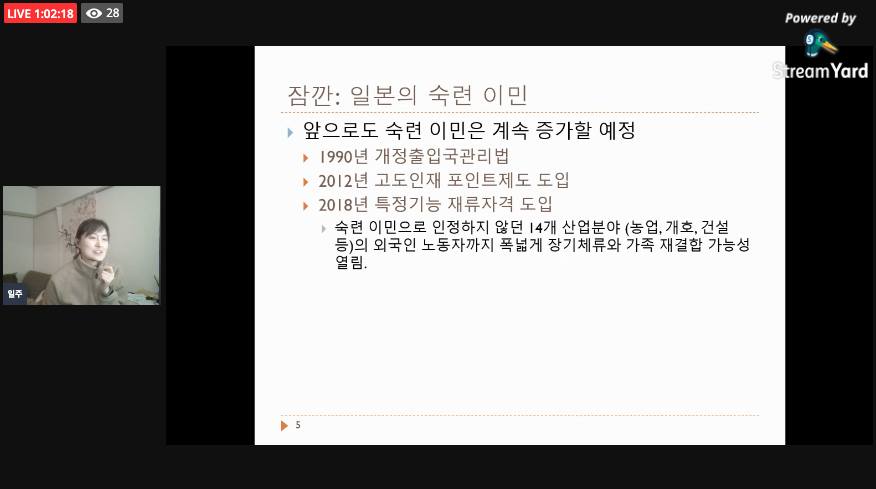 LIVE 1:02:18 28
Powered by
StreamYard
잠깐: 일본의 숙련 이민
앞으로도 숙련 이민은 계속 증가할 예정
1990년 개정출입국관리법
2012년 고도인재 포인트제도 도입
2018년 특정기능 재류자격 도입
숙련 이민으로 인정하지 않던 14개 산업분야 (농업, 개호, 건설
등)의 외국인 노동자까지 폭넓게 장기체류와 가족 재결합 가능성
열림.
일주
5